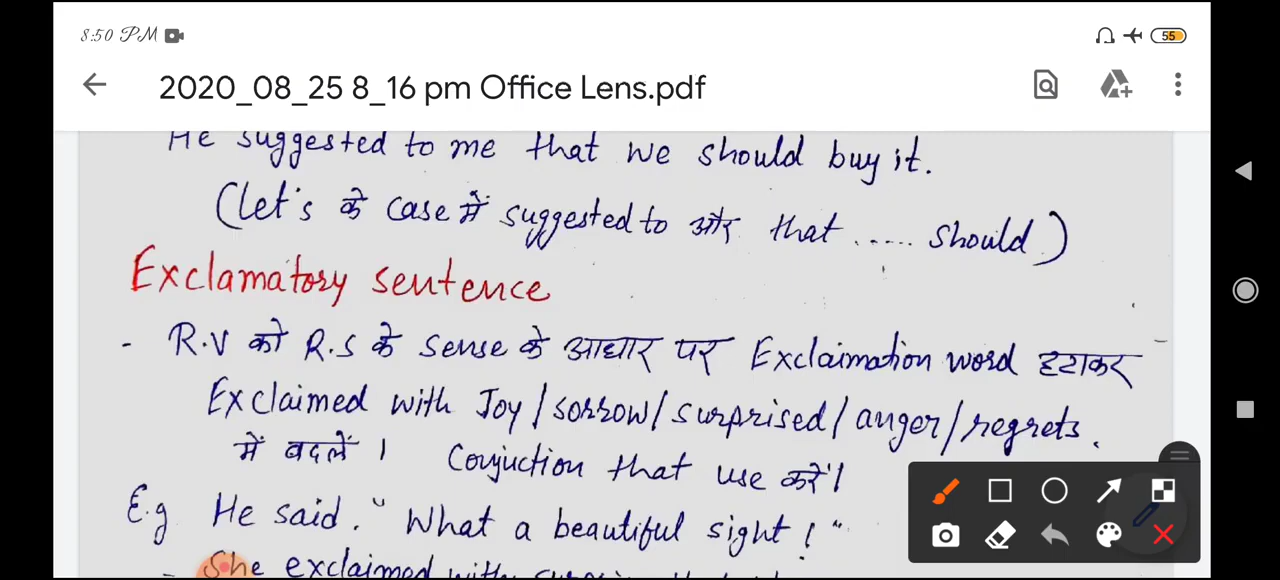 8:50 PM
55
2020_08_25 8_16 pm Office Lens.pdf
He suggested to me that we should buy it.
(Let's के case में suggested to और that ..... should)
Exclamatory sentence
- R.V को R.S के sense के आधार पर Exclaimation word हटाकर
Exclaimed with Joy/sorrow/surprised/anger/regrets.
में बदलें । Conjuction that use करें।
E.g He said. "What a beautiful sight!"
- She exclaimed with